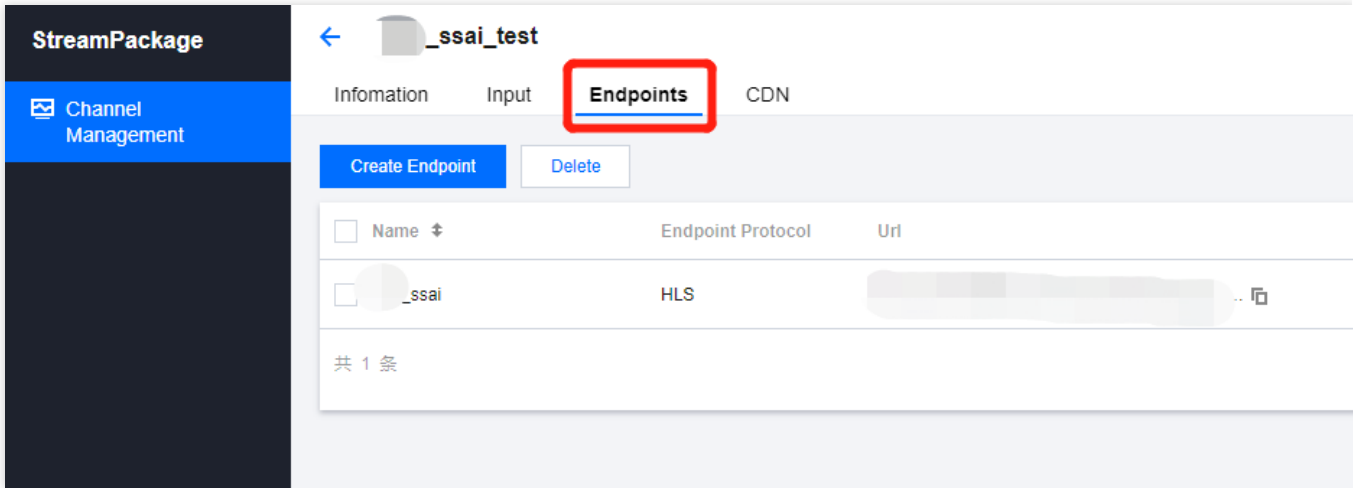 StreamPackage
_ssai_test
Channel
Management
Infomation Input Endpoints CDN
Create Endpoint Delete
Name Endpoint Protocol Url
_ssai HLS ..
共 1 条